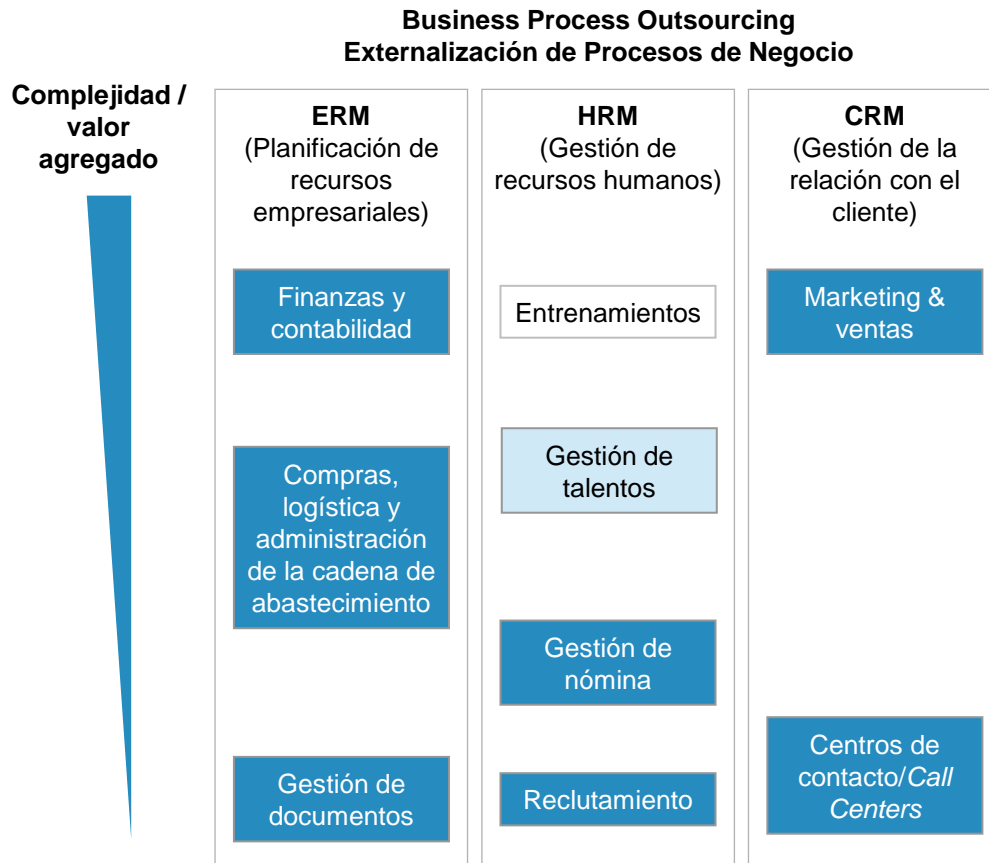 Business Process Outsourcing
Externalización de Procesos de Negocio
Complejidad /
valor
agregado
ERM
(Planificación de
recursos
empresariales)
HRM
(Gestión de
recursos humanos)
CRM
(Gestión de la
relación con el
cliente)
Finanzas y
contabilidad
Entrenamientos
Marketing &
ventas
Compras,
logística y
administración
de la cadena de
abastecimiento
Gestión de
talentos
Gestión de
nómina
Gestión de
documentos
Reclutamiento
Centros de
contacto/Call
Centers